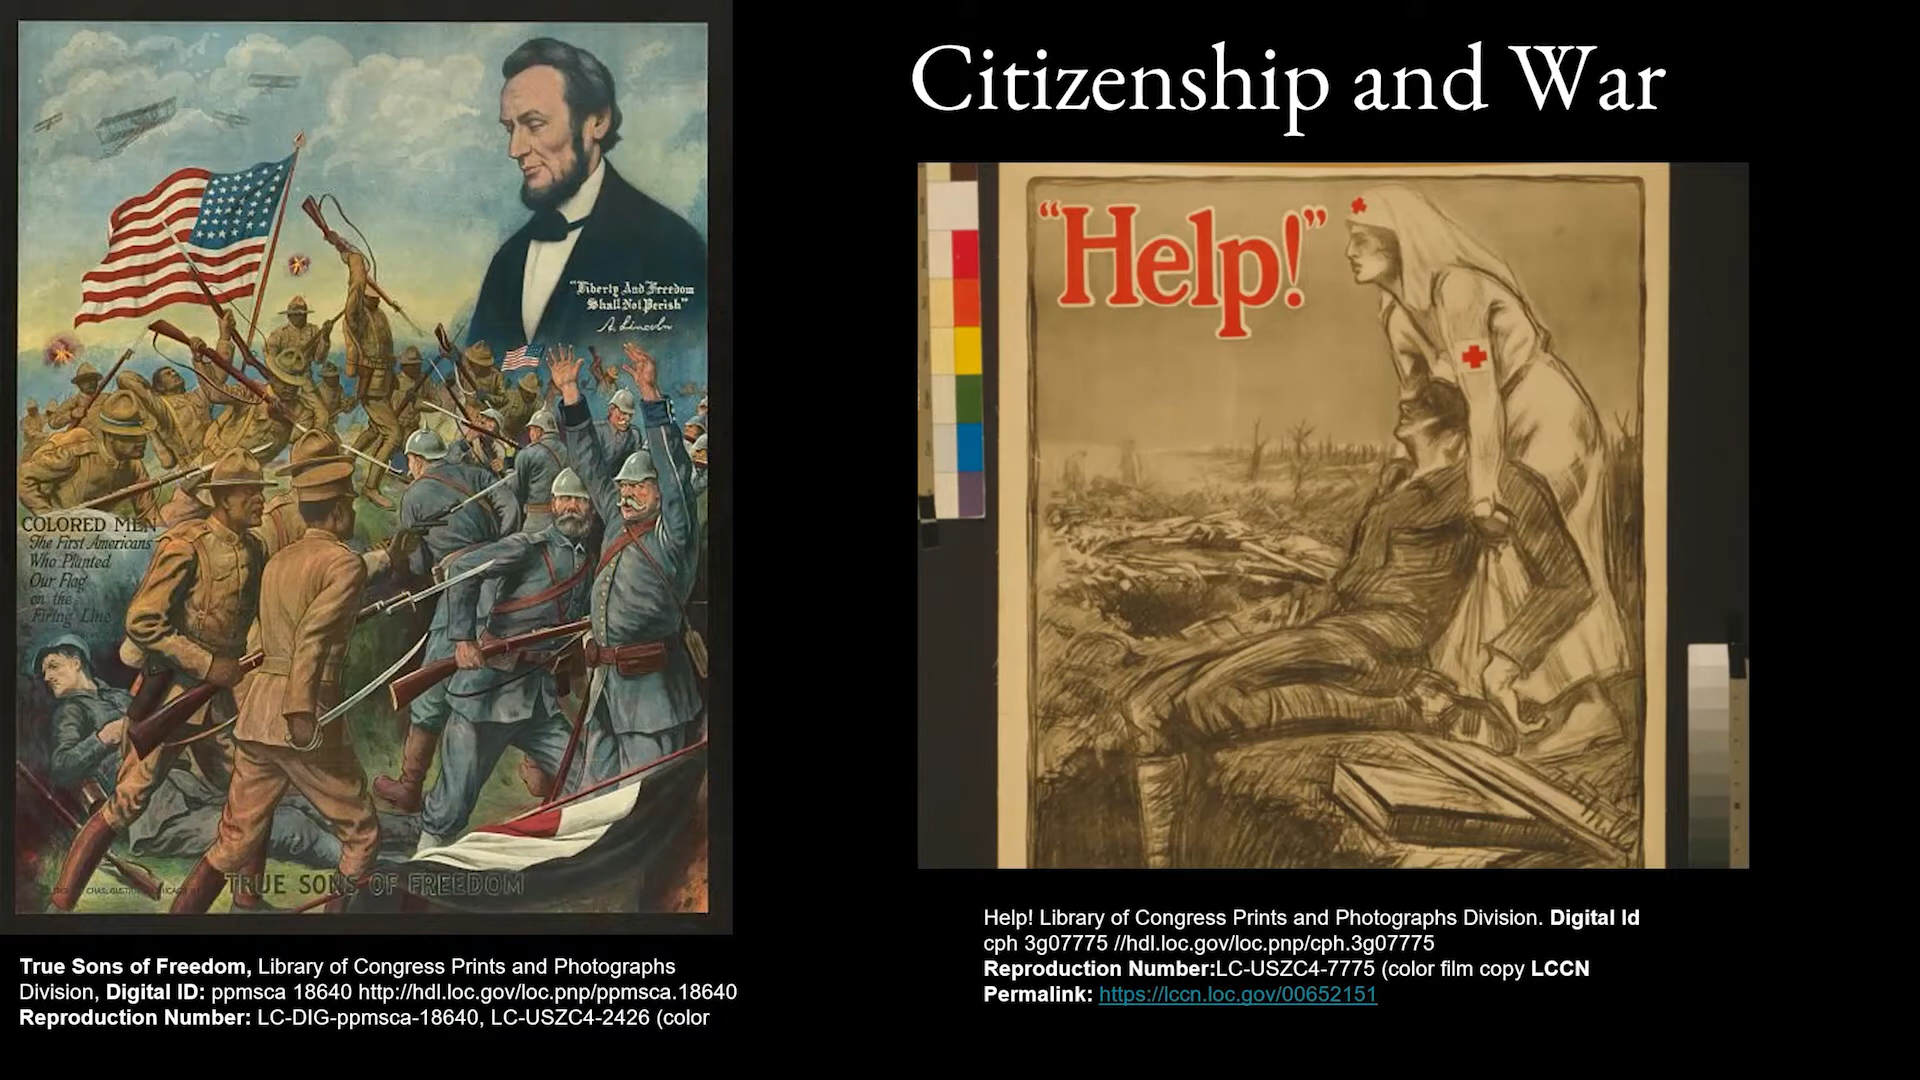 Citizenship and War
"Liberty And Freedom
Shall Not Perish"
A. Lincoln
COLORED MEN
The First Americans
Who Planted
Our Flag
on the
Firing Line
TRUE SONS OF FREEDOM
True Sons of Freedom, Library of Congress Prints and Photographs
Division, Digital ID: ppmsca 18640 http://hdl.loc.gov/loc.pnp/ppmsca.18640
Reproduction Number: LC-DIG-ppmsca-18640, LC-USZC4-2426 (color
“Help!”
Help! Library of Congress Prints and Photographs Division. Digital Id
cph 3g07775 //hdl.loc.gov/loc.pnp/cph.3g07775
Reproduction Number:LC-USZC4-7775 (color film copy LCCN
Permalink: https://lccn.loc.gov/00652151